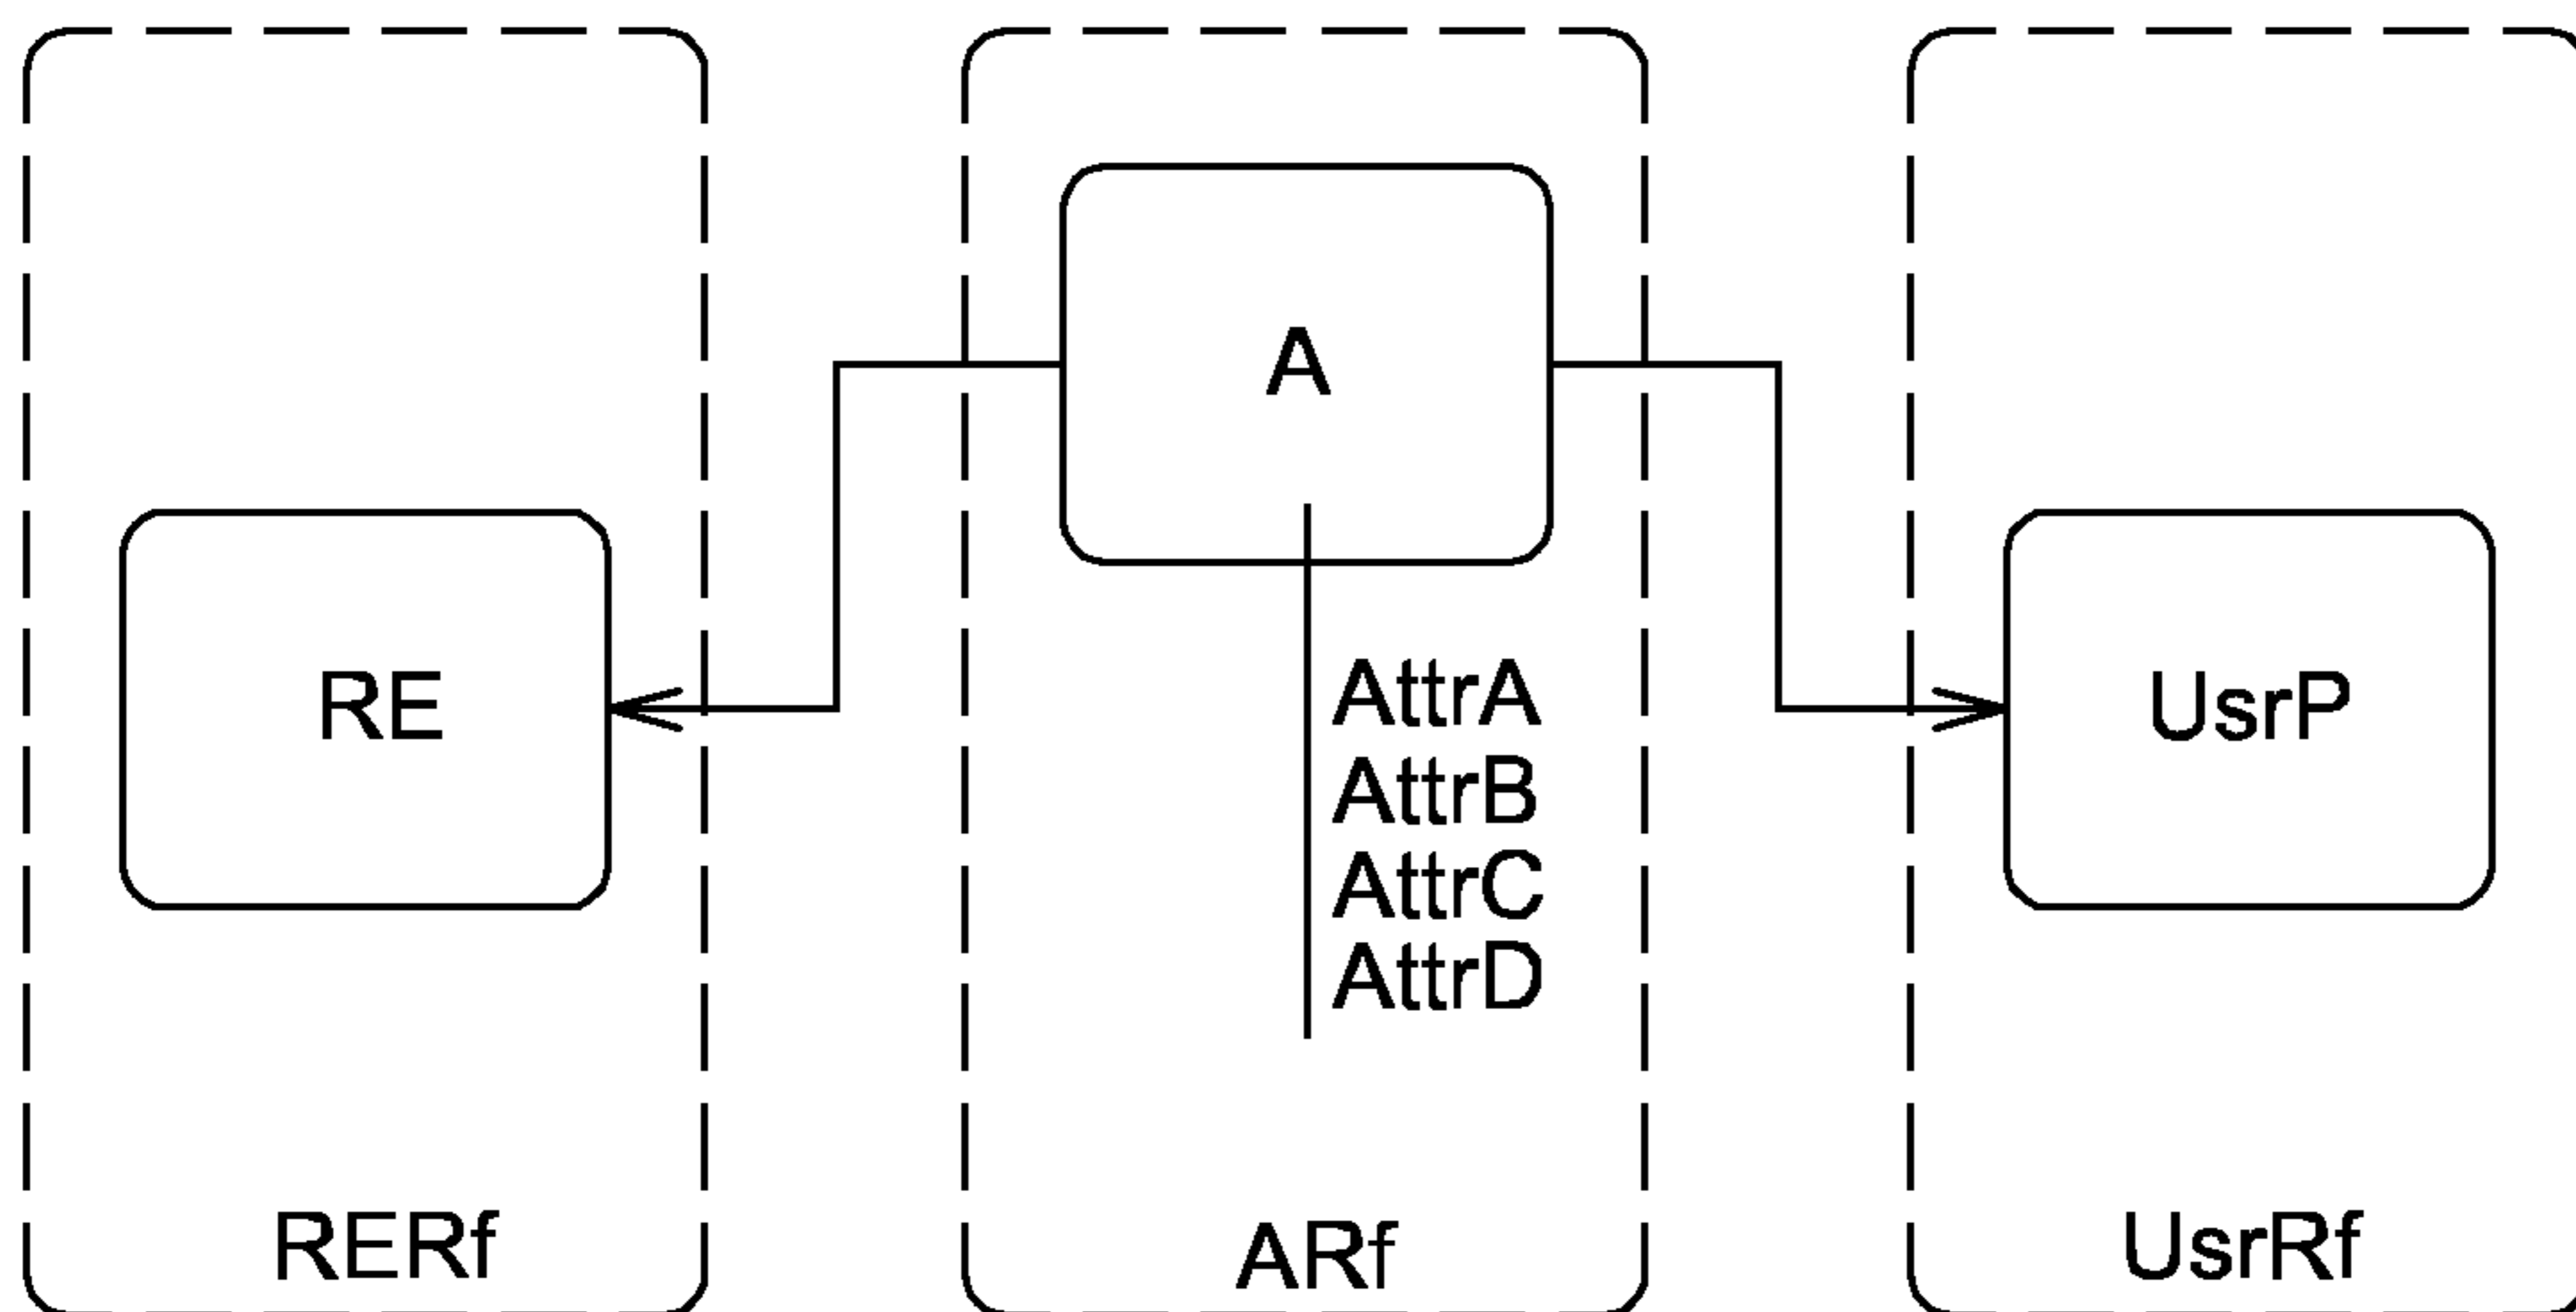 A
RE
UsrP
AttrA
AttrB
AttrC
AttrD
RERf
ARf
UsrRf